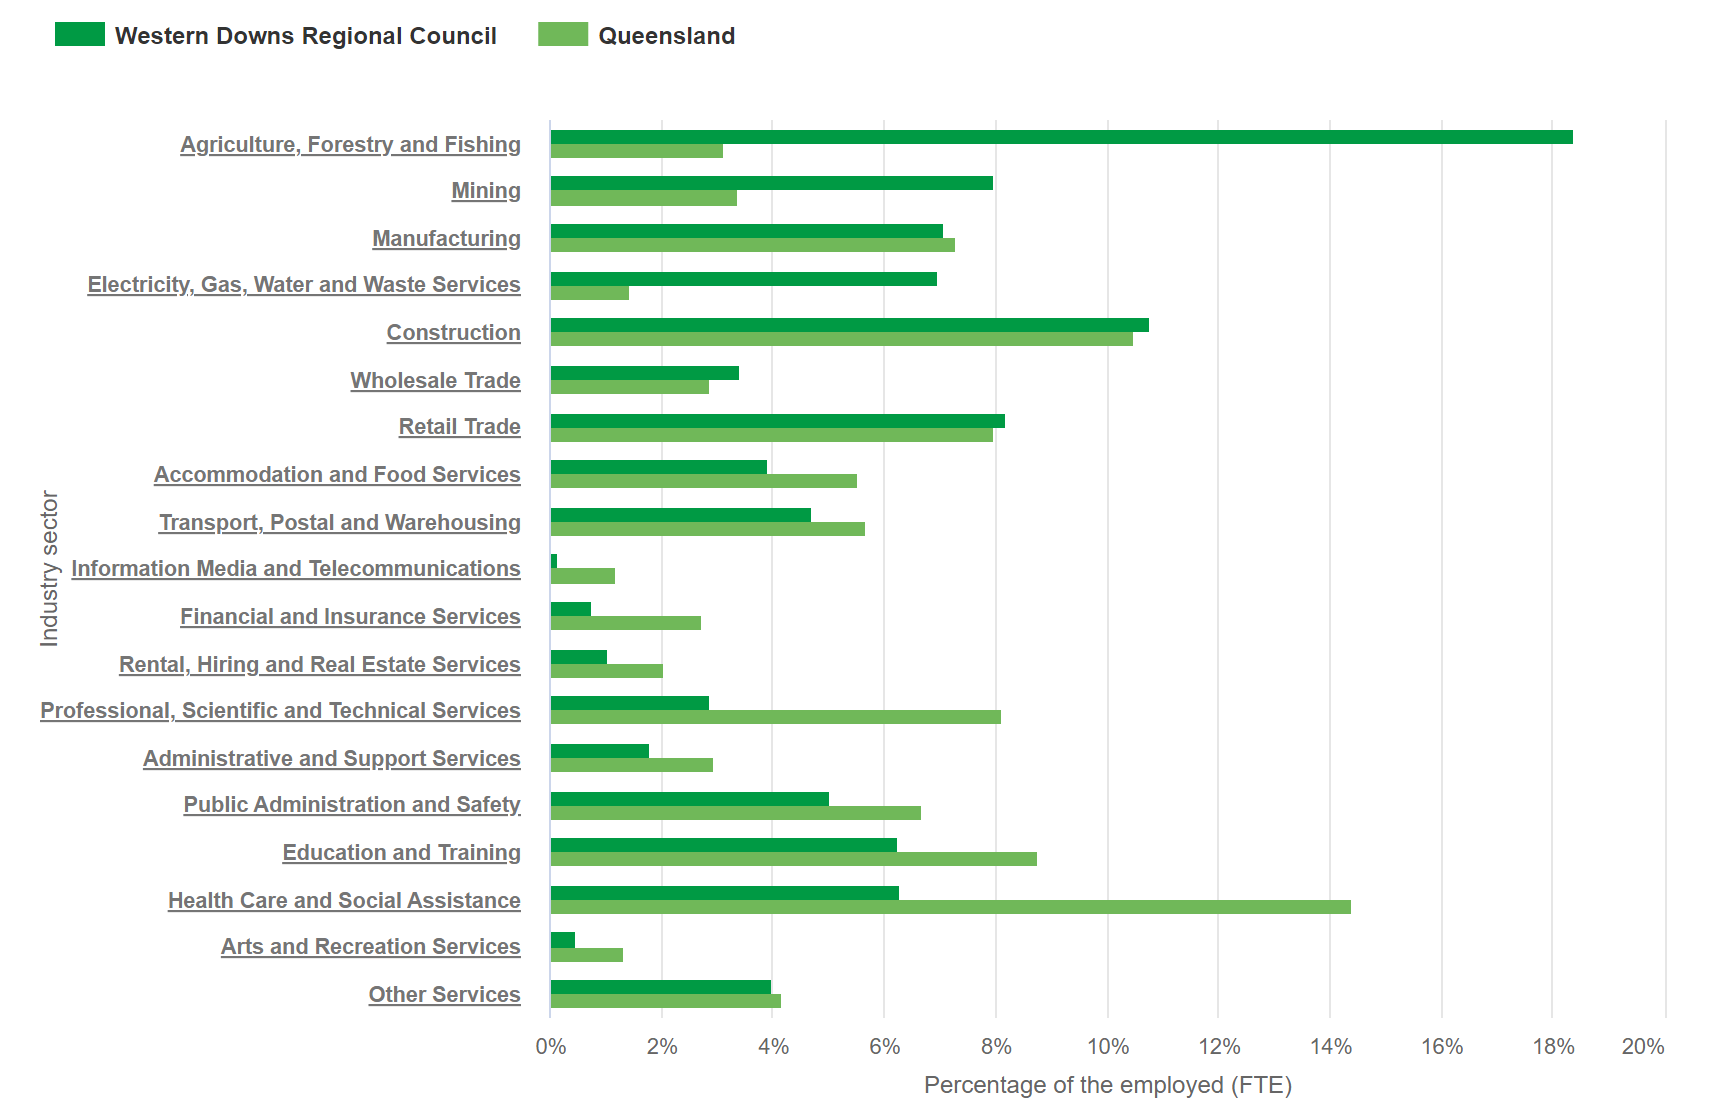 Western Downs Regional Council Queensland
Agriculture, Forestry and Fishing
Mining
Manufacturing
Electricity, Gas, Water and Waste Services
Construction
Wholesale Trade
Retail Trade
Accommodation and Food Services
Transport, Postal and Warehousing
Information Media and Telecommunications
Financial and Insurance Services
Rental, Hiring and Real Estate Services
Professional, Scientific and Technical Services
Administrative and Support Services
Public Administration and Safety
Education and Training
Health Care and Social Assistance
Arts and Recreation Services
Other Services
Industry sector
0% 2% 4% 6% 8% 10% 12% 14% 16% 18% 20%
Percentage of the employed (FTE)